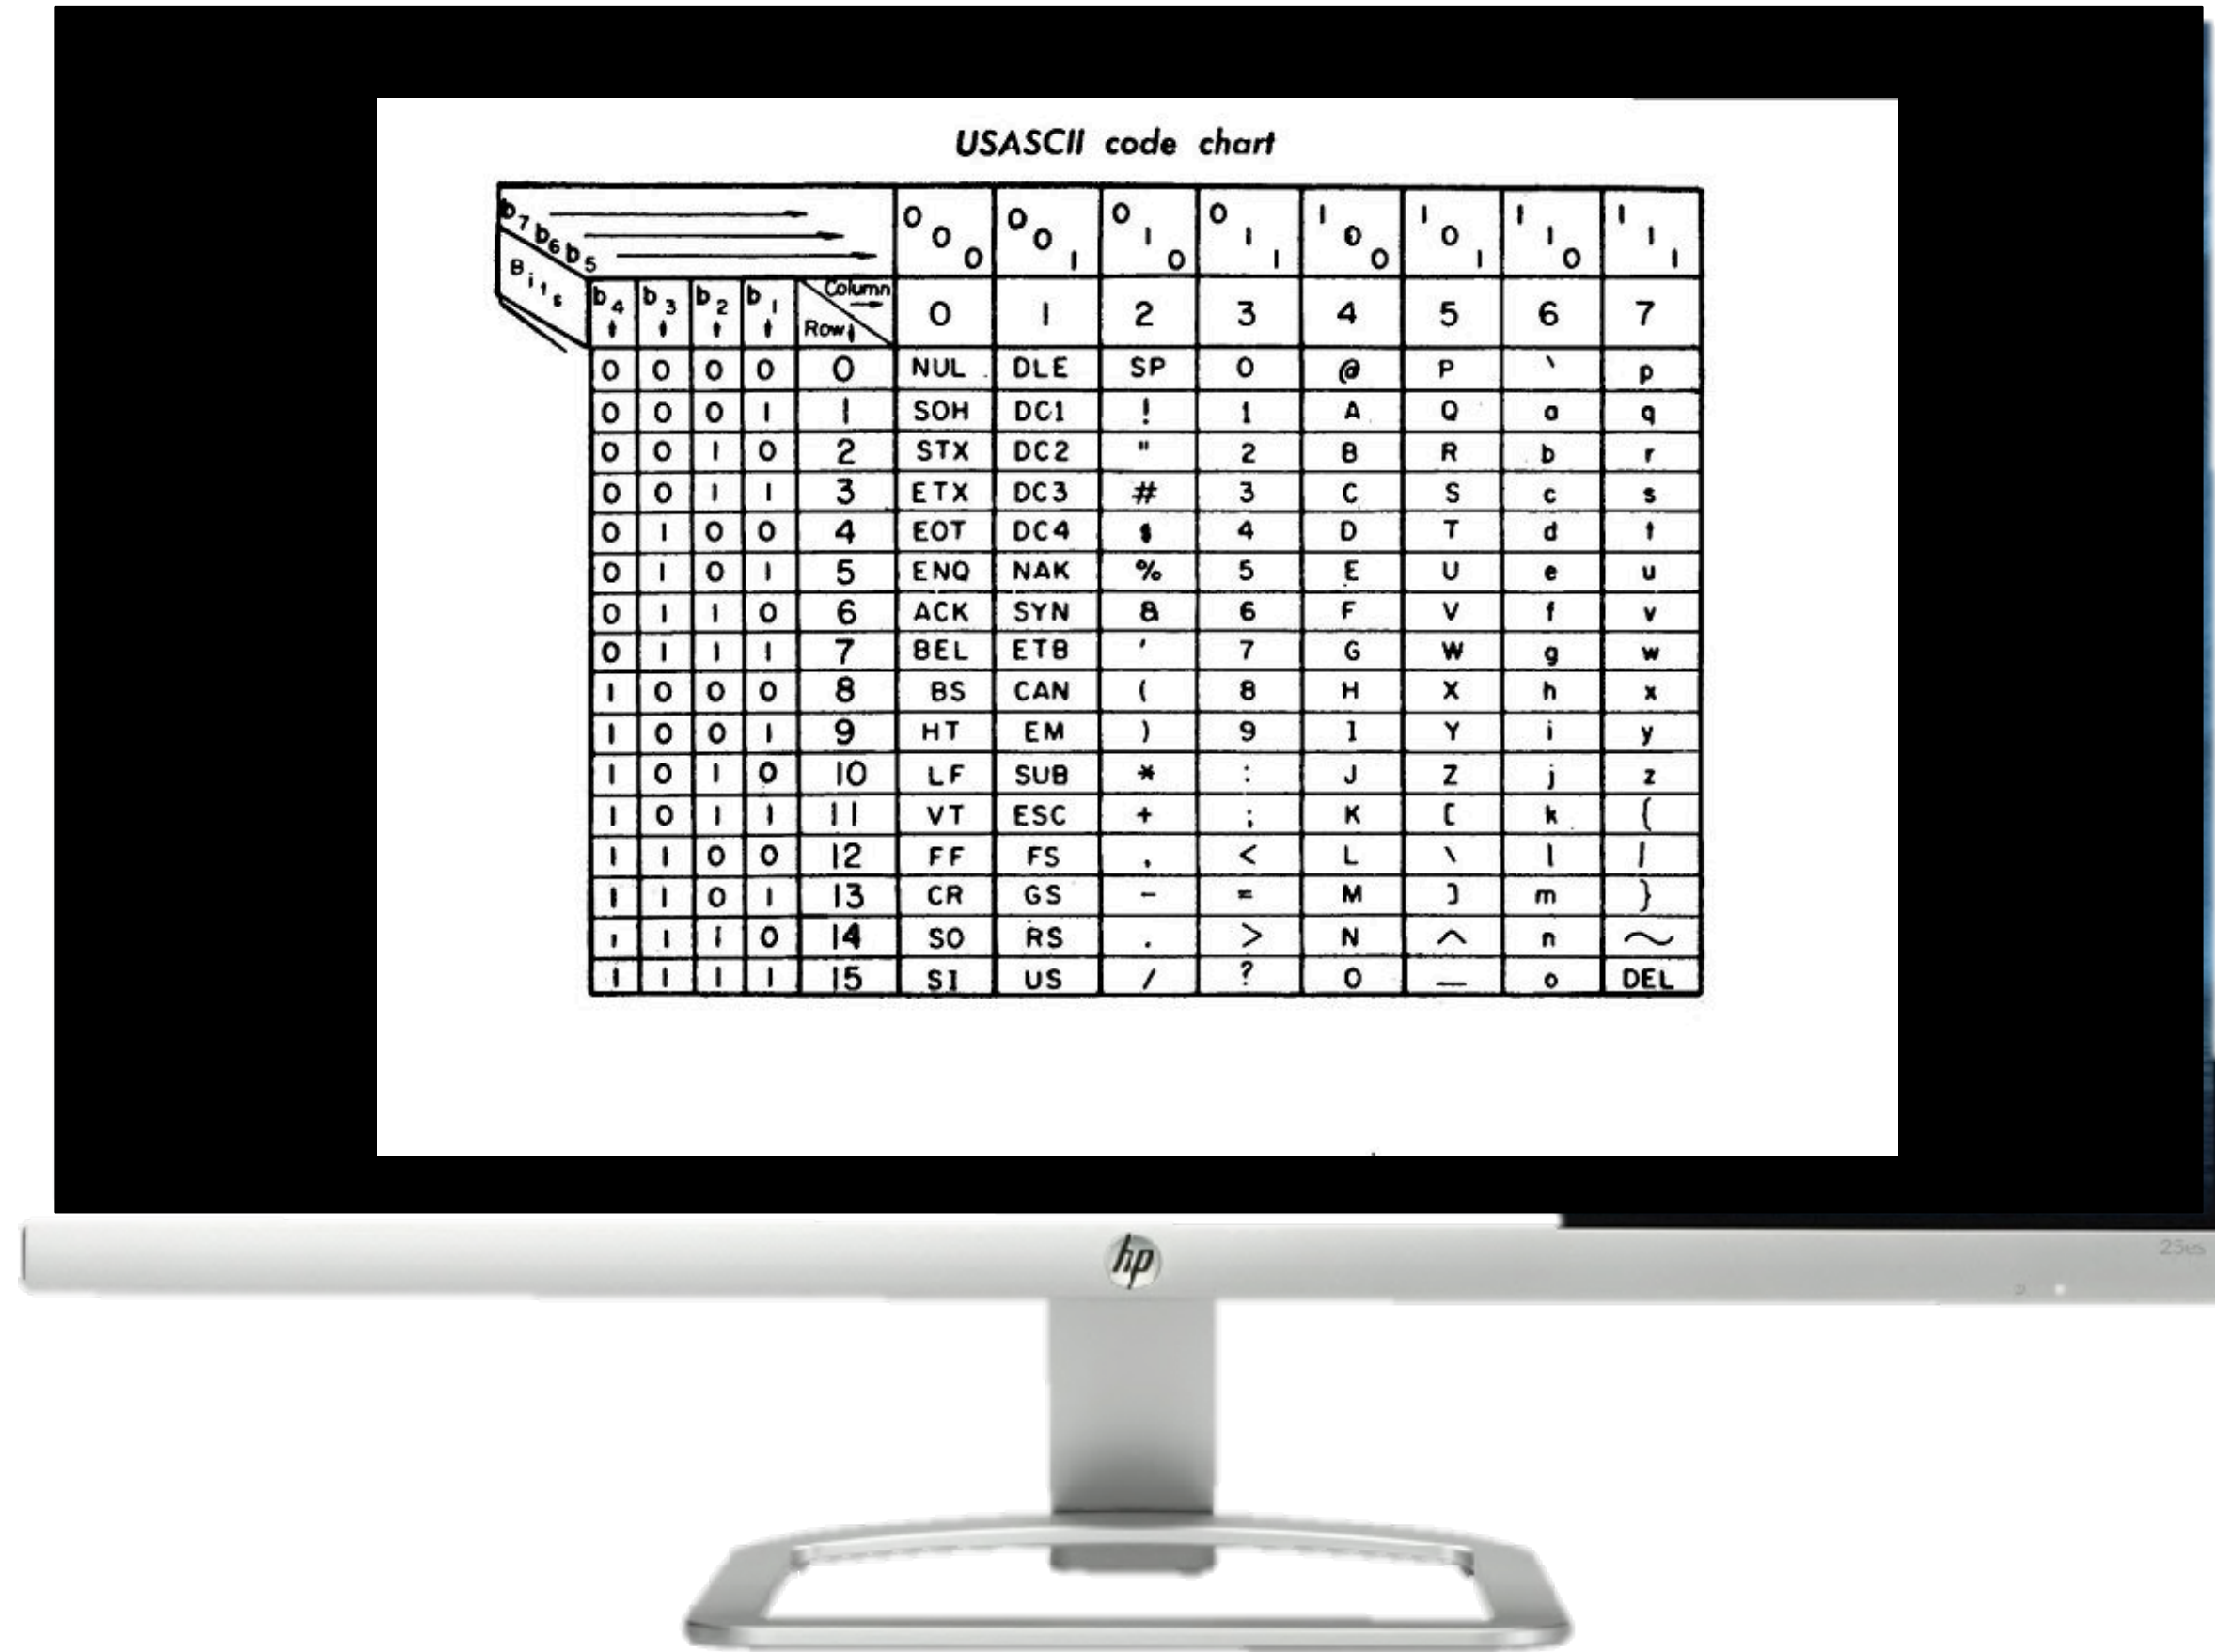 USASCII code chart
b7 b6 b5 0 0 0 0 0 1 0 1 0 0 1 1 1 0 0 1 0 1 1 1 0 1 1 1
Bits b4 b3 b2 b1 Column Row 0 1 2 3 4 5 6 7
0 0 0 0 0 NUL DLE SP 0 @ P ` p
0 0 0 1 1 SOH DC1 ! 1 A Q a q
0 0 1 0 2 STX DC2 " 2 B R b r
0 0 1 1 3 ETX DC3 # 3 C S c s
0 1 0 0 4 EOT DC4 $ 4 D T d t
0 1 0 1 5 ENQ NAK % 5 E U e u
0 1 1 0 6 ACK SYN & 6 F V f v
0 1 1 1 7 BEL ETB ' 7 G W g w
1 0 0 0 8 BS CAN ( 8 H X h x
1 0 0 1 9 HT EM ) 9 I Y i y
1 0 1 0 10 LF SUB * : J Z j z
1 0 1 1 11 VT ESC + ; K [ k {
1 1 0 0 12 FF FS , < L \ l |
1 1 0 1 13 CR GS - = M ] m }
1 1 1 0 14 SO RS . > N ^ n ~
1 1 1 1 15 SI US / ? O _ o DEL
hp